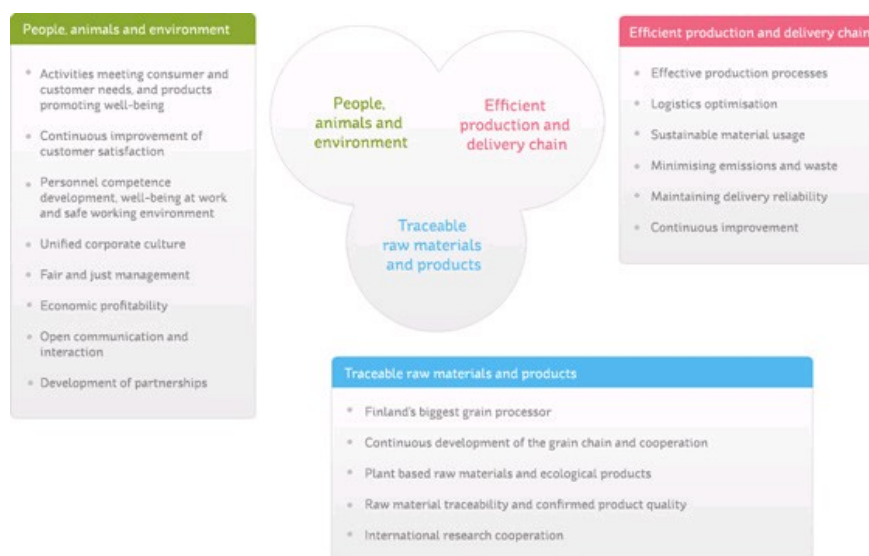 People, animals and environment
• Activities meeting consumer and
customer needs, and products
promoting well-being
• Continuous improvement of
customer satisfaction
• Personnel competence
development, well-being at work
and safe working environment
• Unified corporate culture
• Fair and just management
• Economic profitability
• Open communication and
interaction
• Development of partnerships
People,
animals and
environment
Efficient
production and
delivery chain
Traceable
raw materials
and products
Efficient production and delivery chain
• Effective production processes
• Logistics optimisation
• Sustainable material usage
• Minimising emissions and waste
• Maintaining delivery reliability
• Continuous improvement
Traceable raw materials and products
• Finland's biggest grain processor
• Continuous development of the grain chain and cooperation
• Plant based raw materials and ecological products
• Raw material traceability and confirmed product quality
• International research cooperation